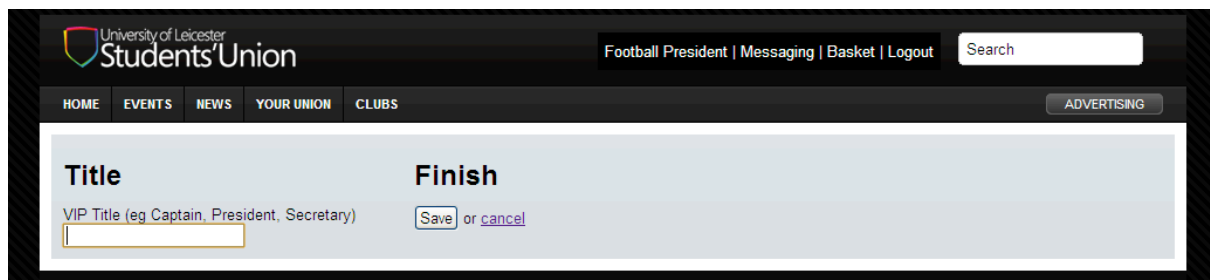 University of Leicester
Students'Union
Football President | Messaging | Basket | Logout
Search
HOME EVENTS NEWS YOUR UNION CLUBS
ADVERTISING
Title
VIP Title (eg Captain, President, Secretary)
Finish
Save or cancel